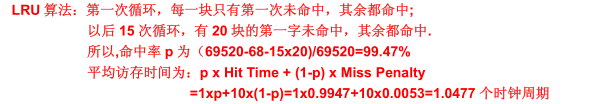 LRU 算法：第一次循环，每一块只有第一次未命中，其余都命中;
以后 15 次循环，有 20 块的第一字未命中，其余都命中.
所以,命中率 p 为（69520-68-15x20)/69520=99.47%
平均访存时间为：p x Hit Time + (1-p) x Miss Penalty
=1xp+10x(1-p)=1x0.9947+10x0.0053=1.0477 个时钟周期